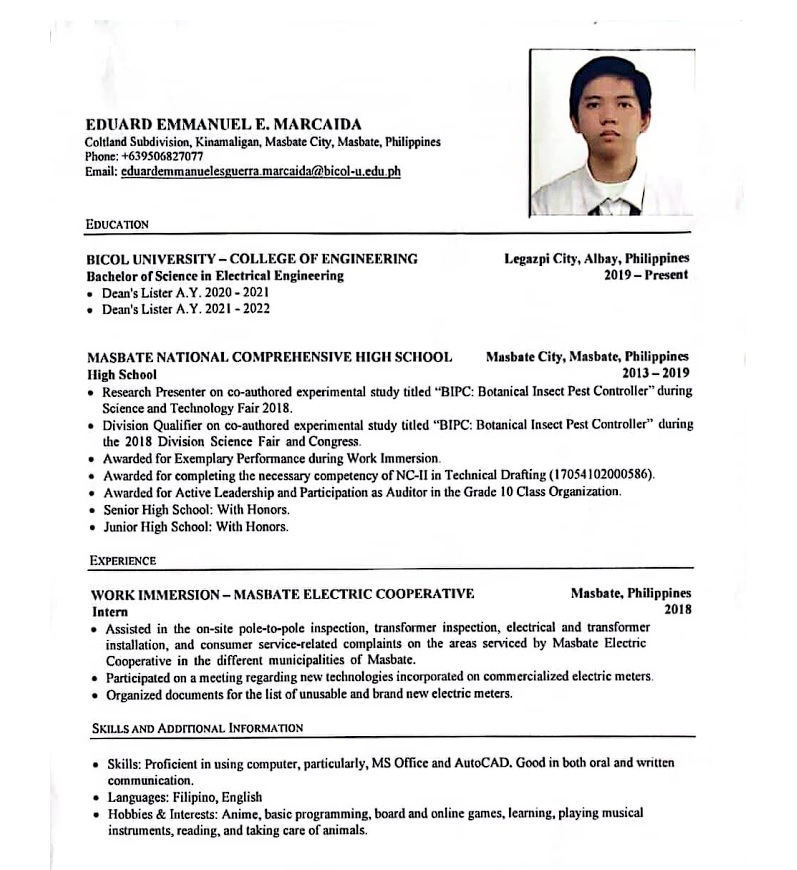 EDUARD EMMANUEL E. MARCAIDA
Coltland Subdivision, Kinamaligan, Masbate City, Masbate, Philippines
Phone: +639506827077
Email: eduardemmanuelesguerra.marcaida@bicol-u.edu.ph
EDUCATION
BICOL UNIVERSITY – COLLEGE OF ENGINEERING Legazpi City, Albay, Philippines
Bachelor of Science in Electrical Engineering 2019 – Present
• Dean's Lister A.Y. 2020 - 2021
• Dean's Lister A.Y. 2021 - 2022
MASBATE NATIONAL COMPREHENSIVE HIGH SCHOOL Masbate City, Masbate, Philippines
High School 2013 – 2019
• Research Presenter on co-authored experimental study titled “BIPC: Botanical Insect Pest Controller” during
Science and Technology Fair 2018.
• Division Qualifier on co-authored experimental study titled “BIPC: Botanical Insect Pest Controller” during
the 2018 Division Science Fair and Congress.
• Awarded for Exemplary Performance during Work Immersion.
• Awarded for completing the necessary competency of NC-II in Technical Drafting (17054102000586).
• Awarded for Active Leadership and Participation as Auditor in the Grade 10 Class Organization.
• Senior High School: With Honors.
• Junior High School: With Honors.
EXPERIENCE
WORK IMMERSION – MASBATE ELECTRIC COOPERATIVE Masbate, Philippines
Intern 2018
• Assisted in the on-site pole-to-pole inspection, transformer inspection, electrical and transformer
installation, and consumer service-related complaints on the areas serviced by Masbate Electric
Cooperative in the different municipalities of Masbate.
• Participated on a meeting regarding new technologies incorporated on commercialized electric meters.
• Organized documents for the list of unusable and brand new electric meters.
SKILLS AND ADDITIONAL INFORMATION
• Skills: Proficient in using computer, particularly, MS Office and AutoCAD. Good in both oral and written
communication.
• Languages: Filipino, English
• Hobbies & Interests: Anime, basic programming, board and online games, learning, playing musical
instruments, reading, and taking care of animals.